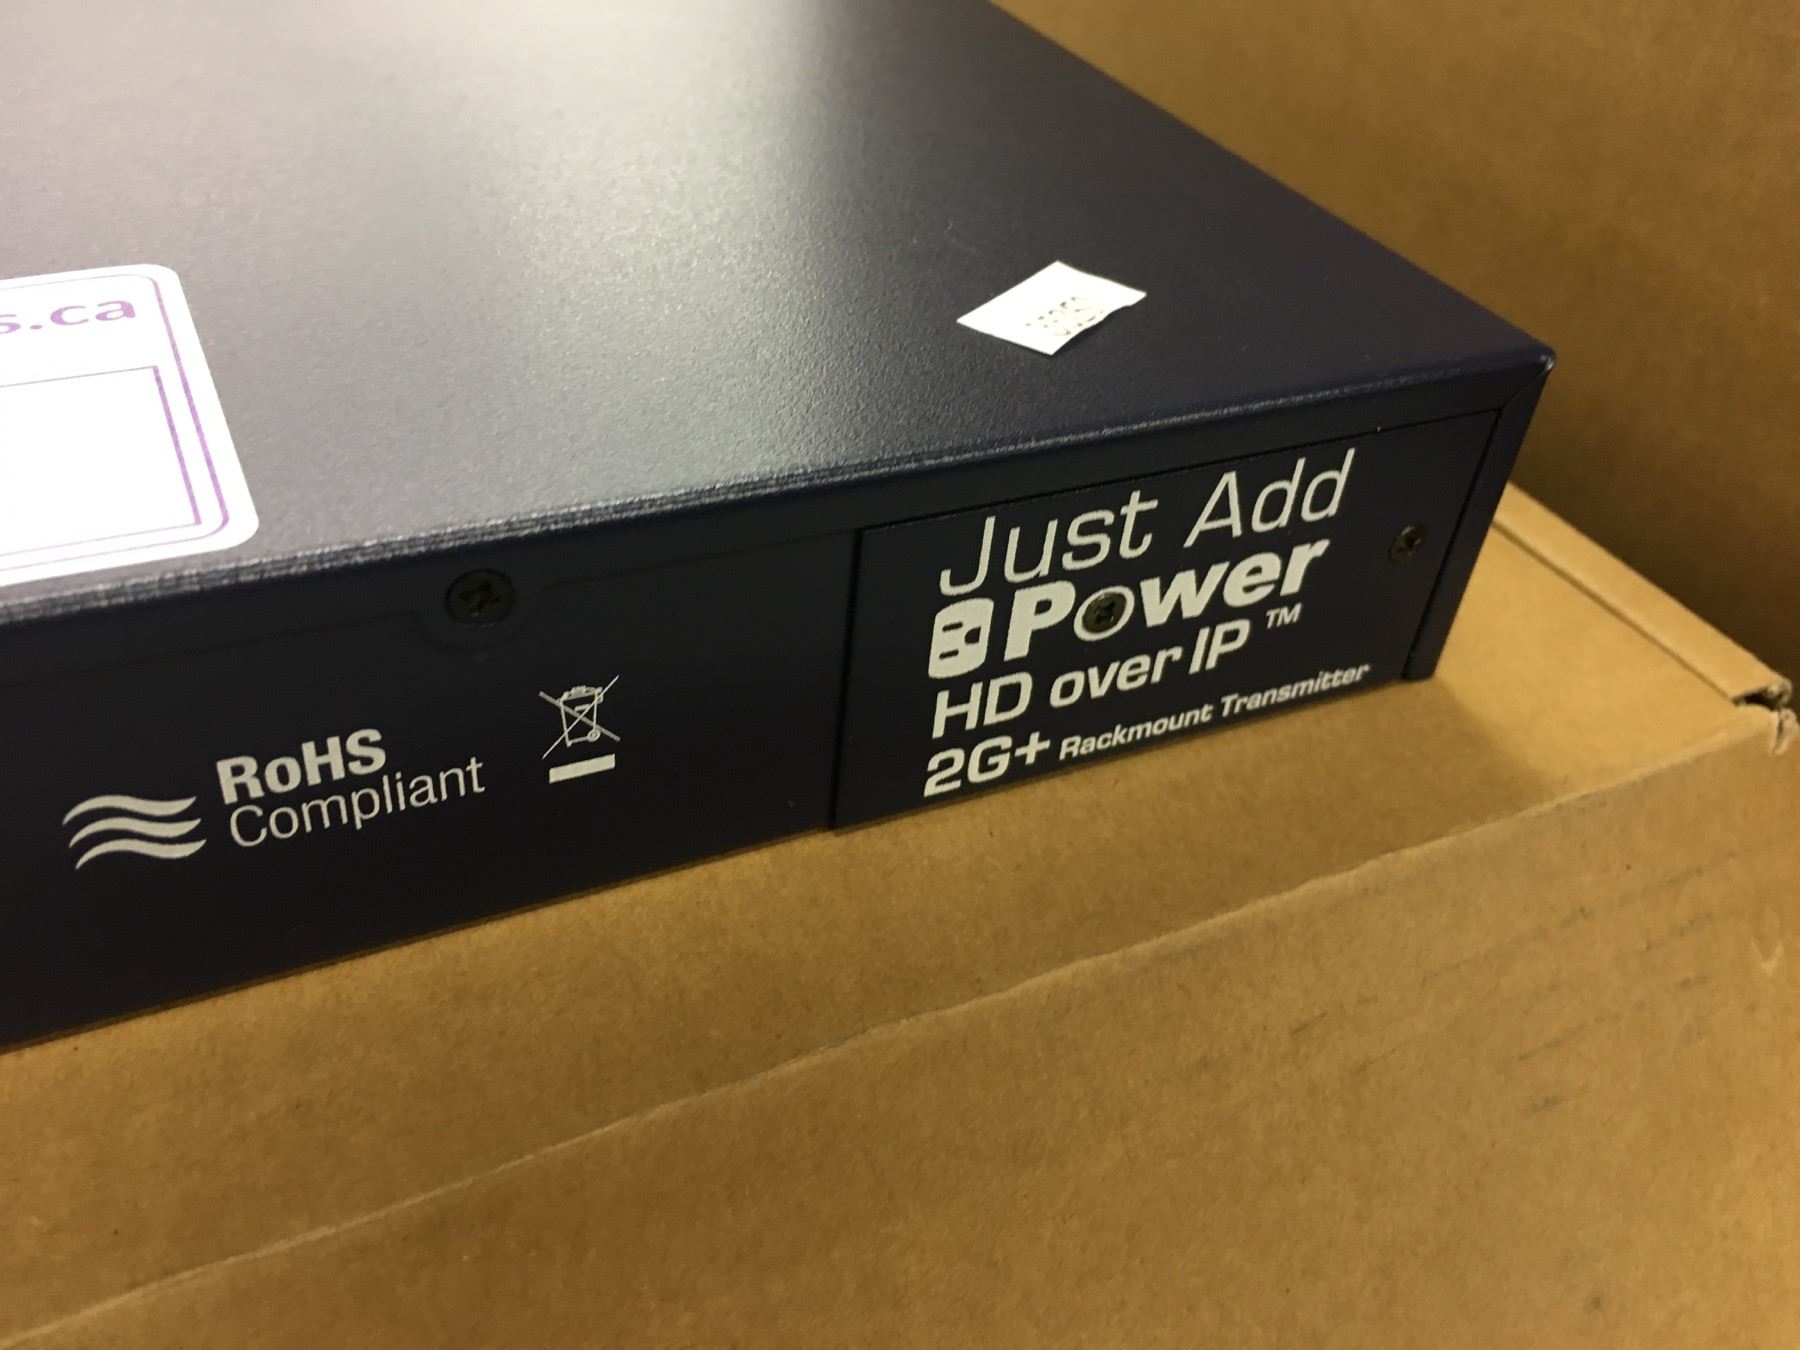 s.ca
Just Add
Power
HD over IP ™
2G+ Rackmount Transmitter
RoHS
Compliant